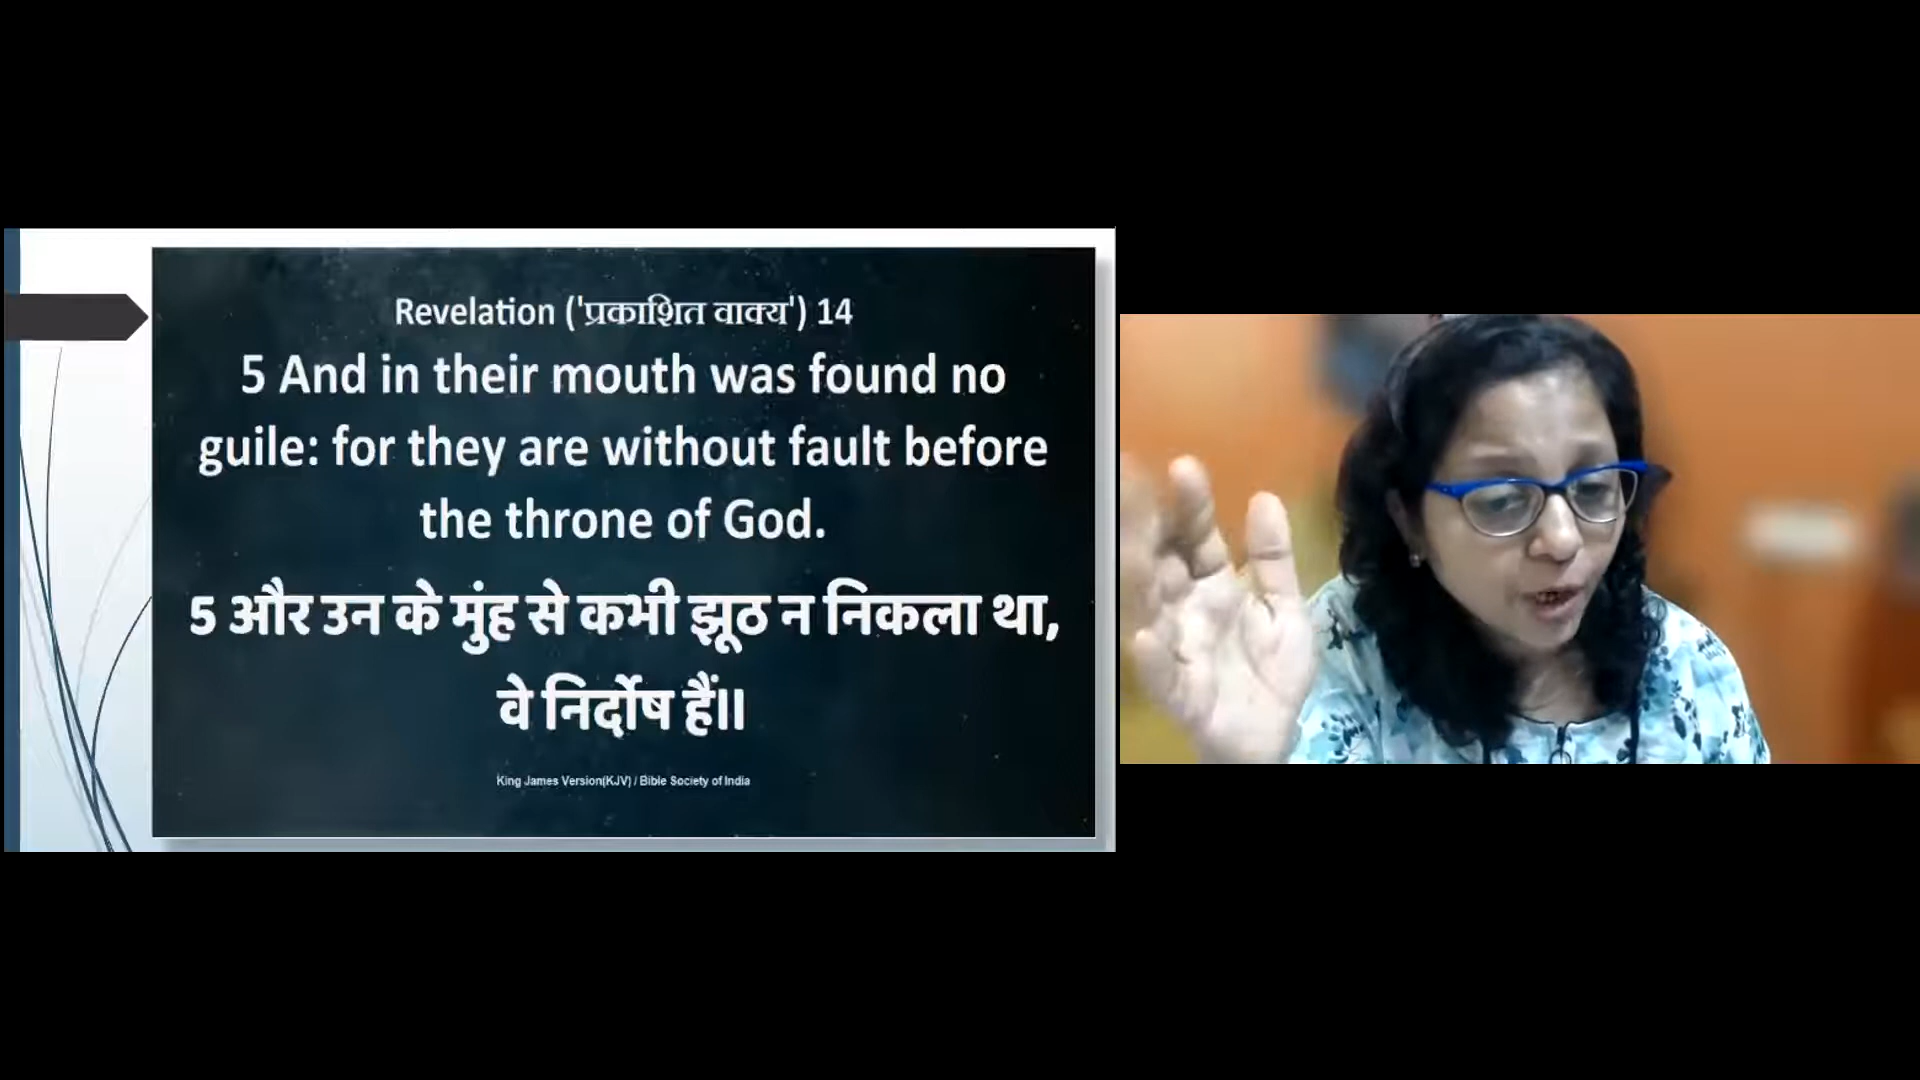 Revelation ('प्रकाशित वाक्य') 14
5 And in their mouth was found no
guile: for they are without fault before
the throne of God.
5 और उन के मुंह से कभी झूठ न निकला था,
वे निर्दोष हैं॥
King James Version(KJV) / Bible Society of India